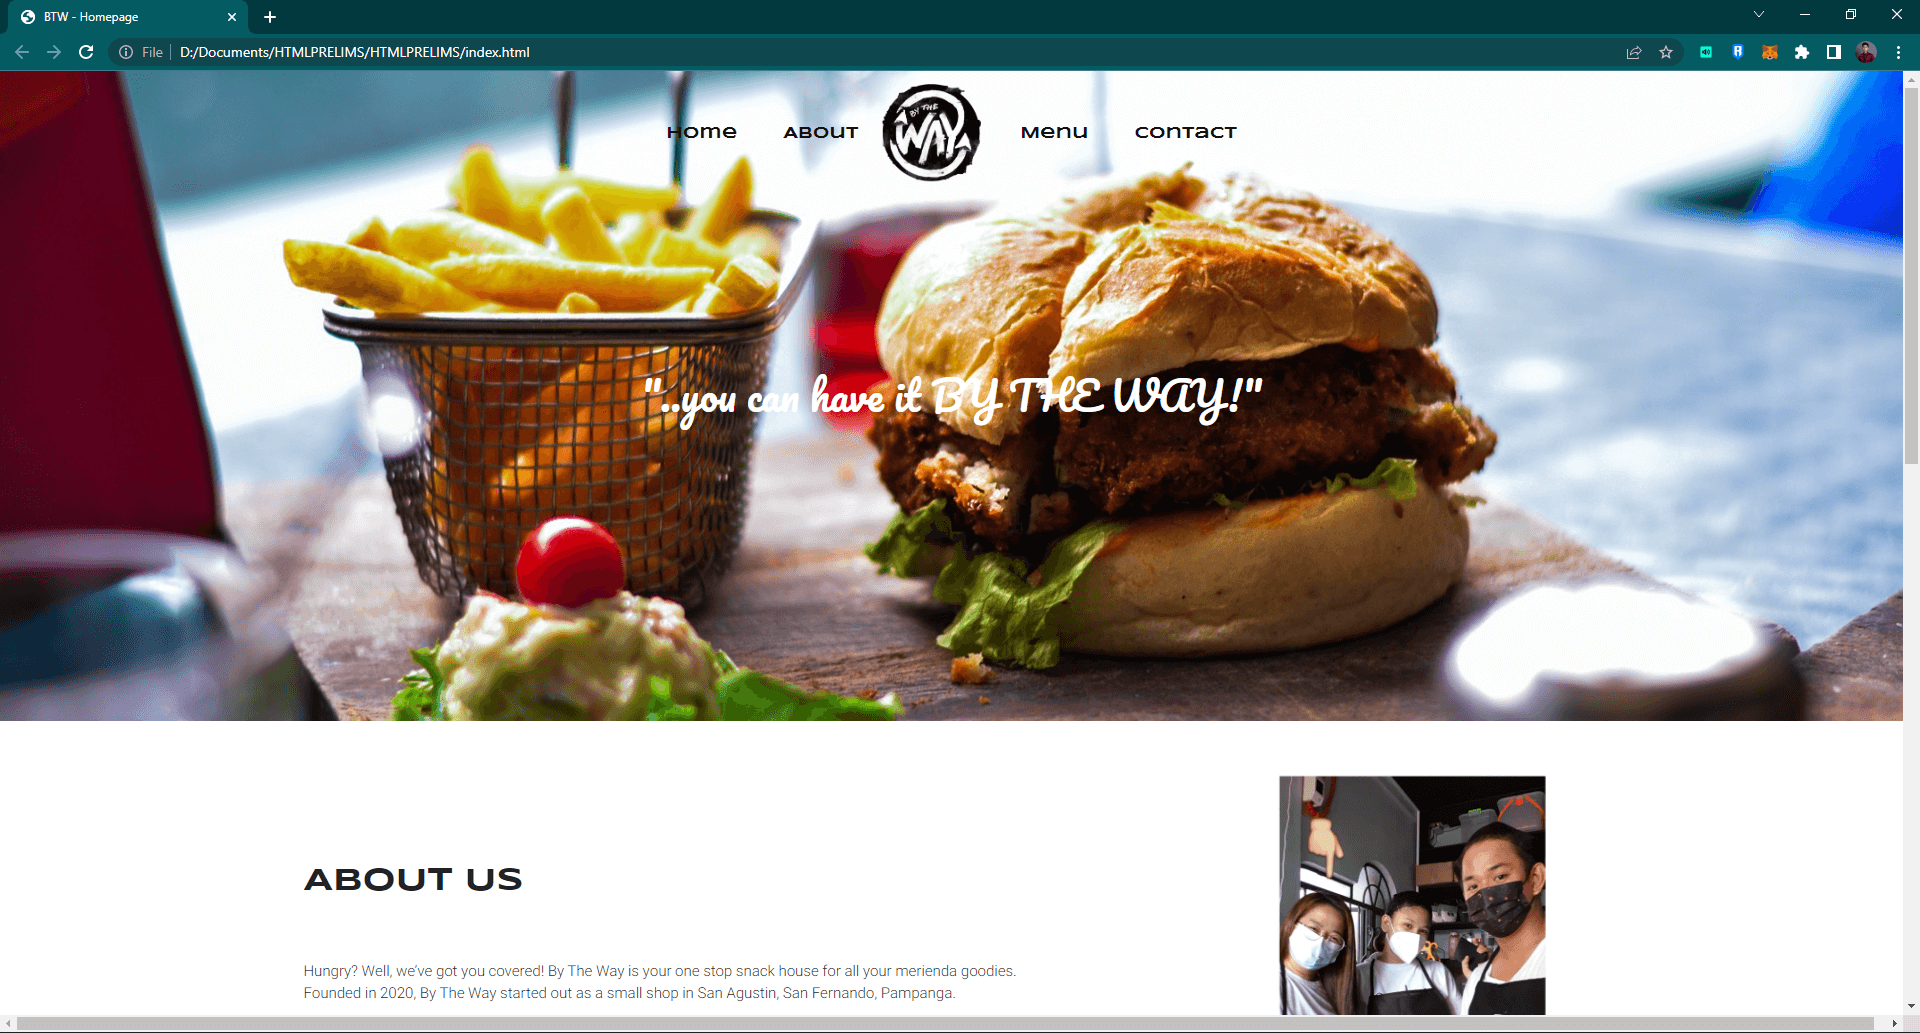 BTW - Homepage
File
D:/Documents/HTMLPRELIMS/HTMLPRELIMS/index.html
Home
ABOUT
BY THE
WAY
Menu
CONTACT
"..you can have it BY THE WAY!"
ABOUT US
Hungry? Well, we've got you covered! By The Way is your one stop snack house for all your merienda goodies.
Founded in 2020, By The Way started out as a small shop in San Agustin, San Fernando, Pampanga.